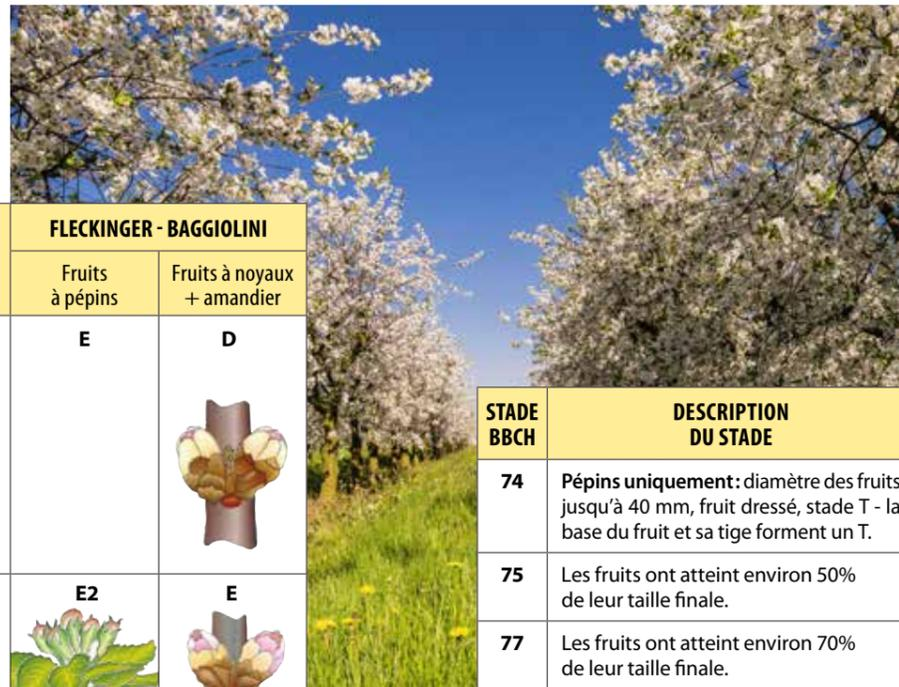 FLECKINGER - BAGGIOLINI
Fruits
à pépins
Fruits à noyaux
+ amandier
E
D
E2
E
STADE
BBCH
DESCRIPTION
DU STADE
74
Pépins uniquement : diamètre des fruits
jusqu'à 40 mm, fruit dressé, stade T - la
base du fruit et sa tige forment un T.
75
Les fruits ont atteint environ 50%
de leur taille finale.
77
Les fruits ont atteint environ 70%
de leur taille finale.